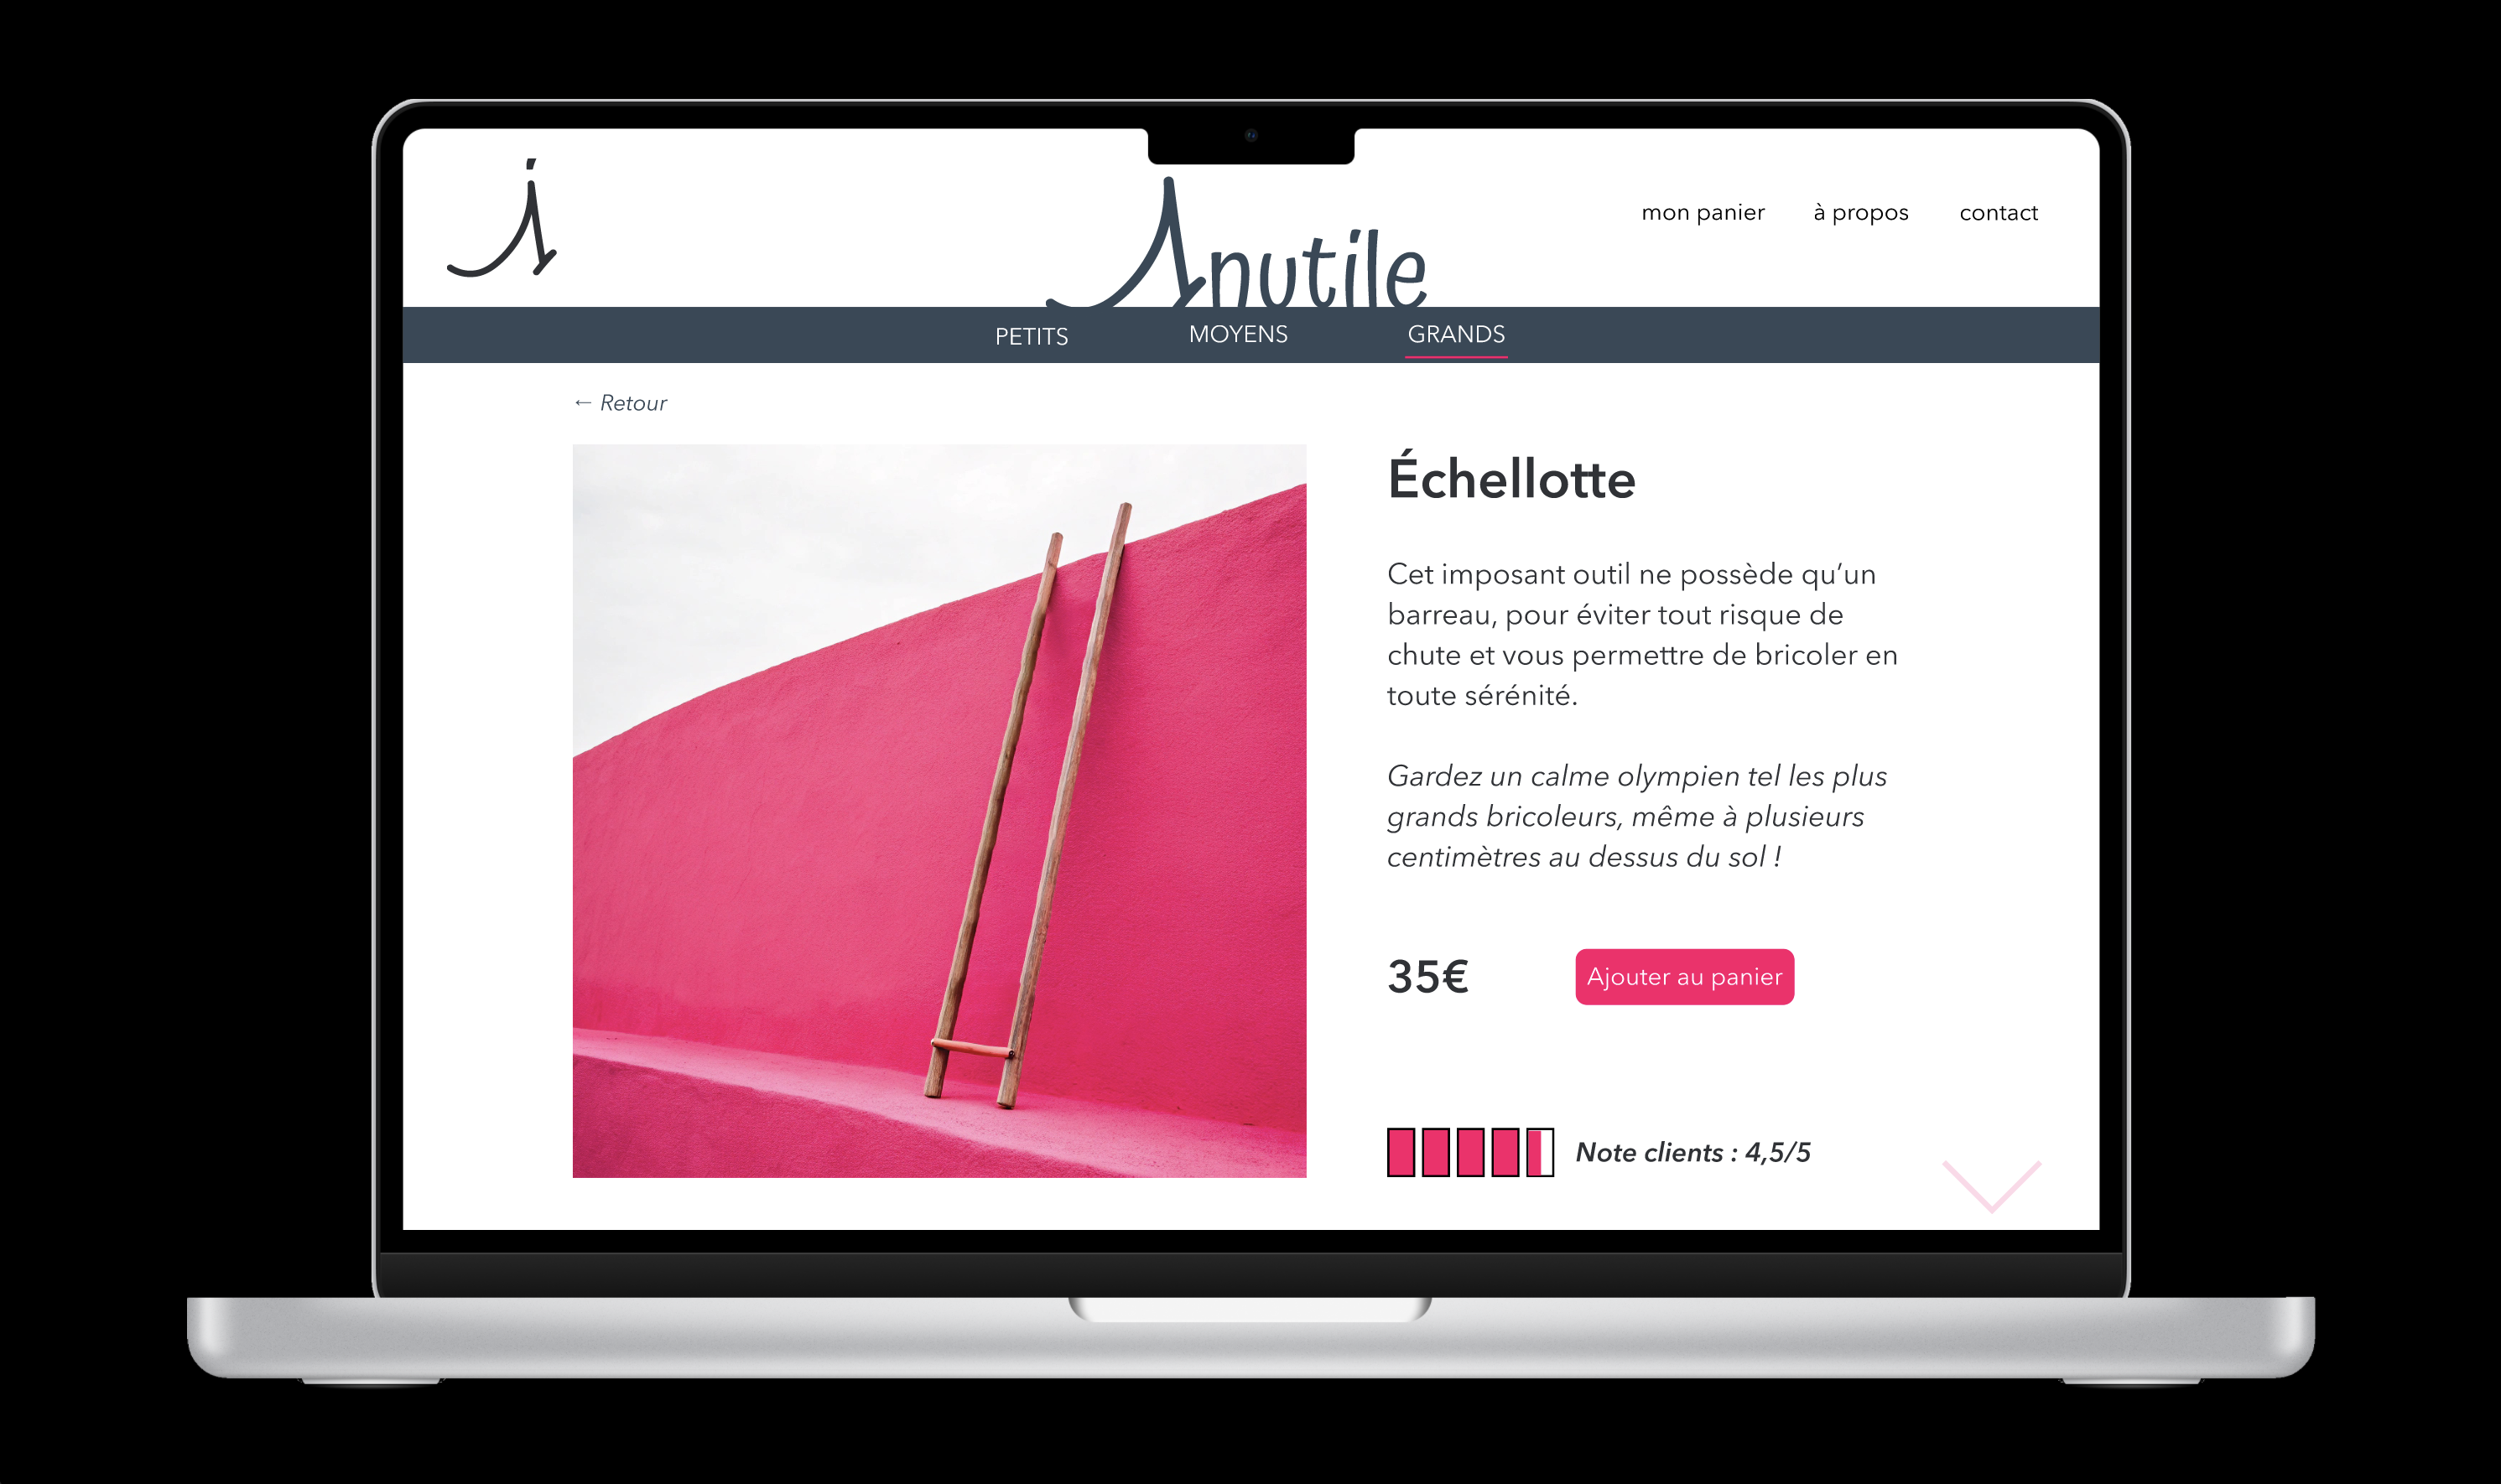 i
inutile
mon panier à propos contact
PETITS MOYENS GRANDS
← Retour
Échellotte
Cet imposant outil ne possède qu’un
barreau, pour éviter tout risque de
chute et vous permettre de bricoler en
toute sérénité.
Gardez un calme olympien tel les plus
grands bricoleurs, même à plusieurs
centimètres au dessus du sol !
35€ Ajouter au panier
Note clients : 4,5/5